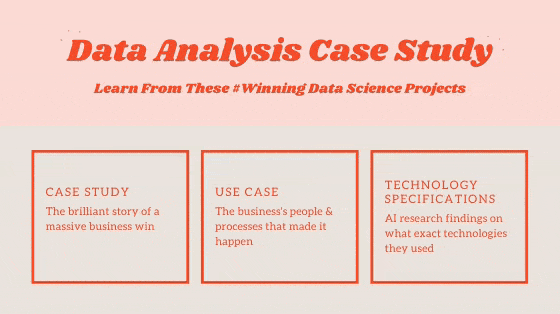 Data Analysis Case Study
Learn From These #Winning Data Science Projects
CASE STUDY
The brilliant story of a
massive business win
USE CASE
The business's people &
processes that made it
happen
TECHNOLOGY
SPECIFICATIONS
AI research findings on
what exact technologies
they used